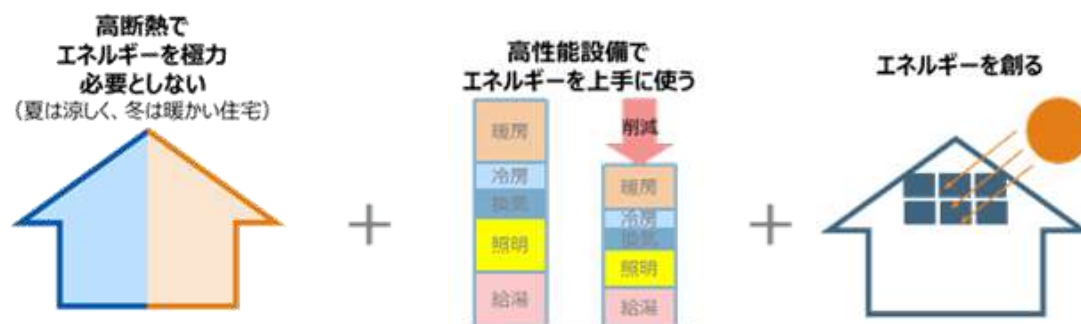 高断熱で
エネルギーを極力
必要としない
（夏は涼しく、冬は暖かい住宅）
高性能設備で
エネルギーを上手に使う
暖房
冷房
換気
照明
給湯
削減
暖房
冷房
換気
照明
給湯
エネルギーを創る